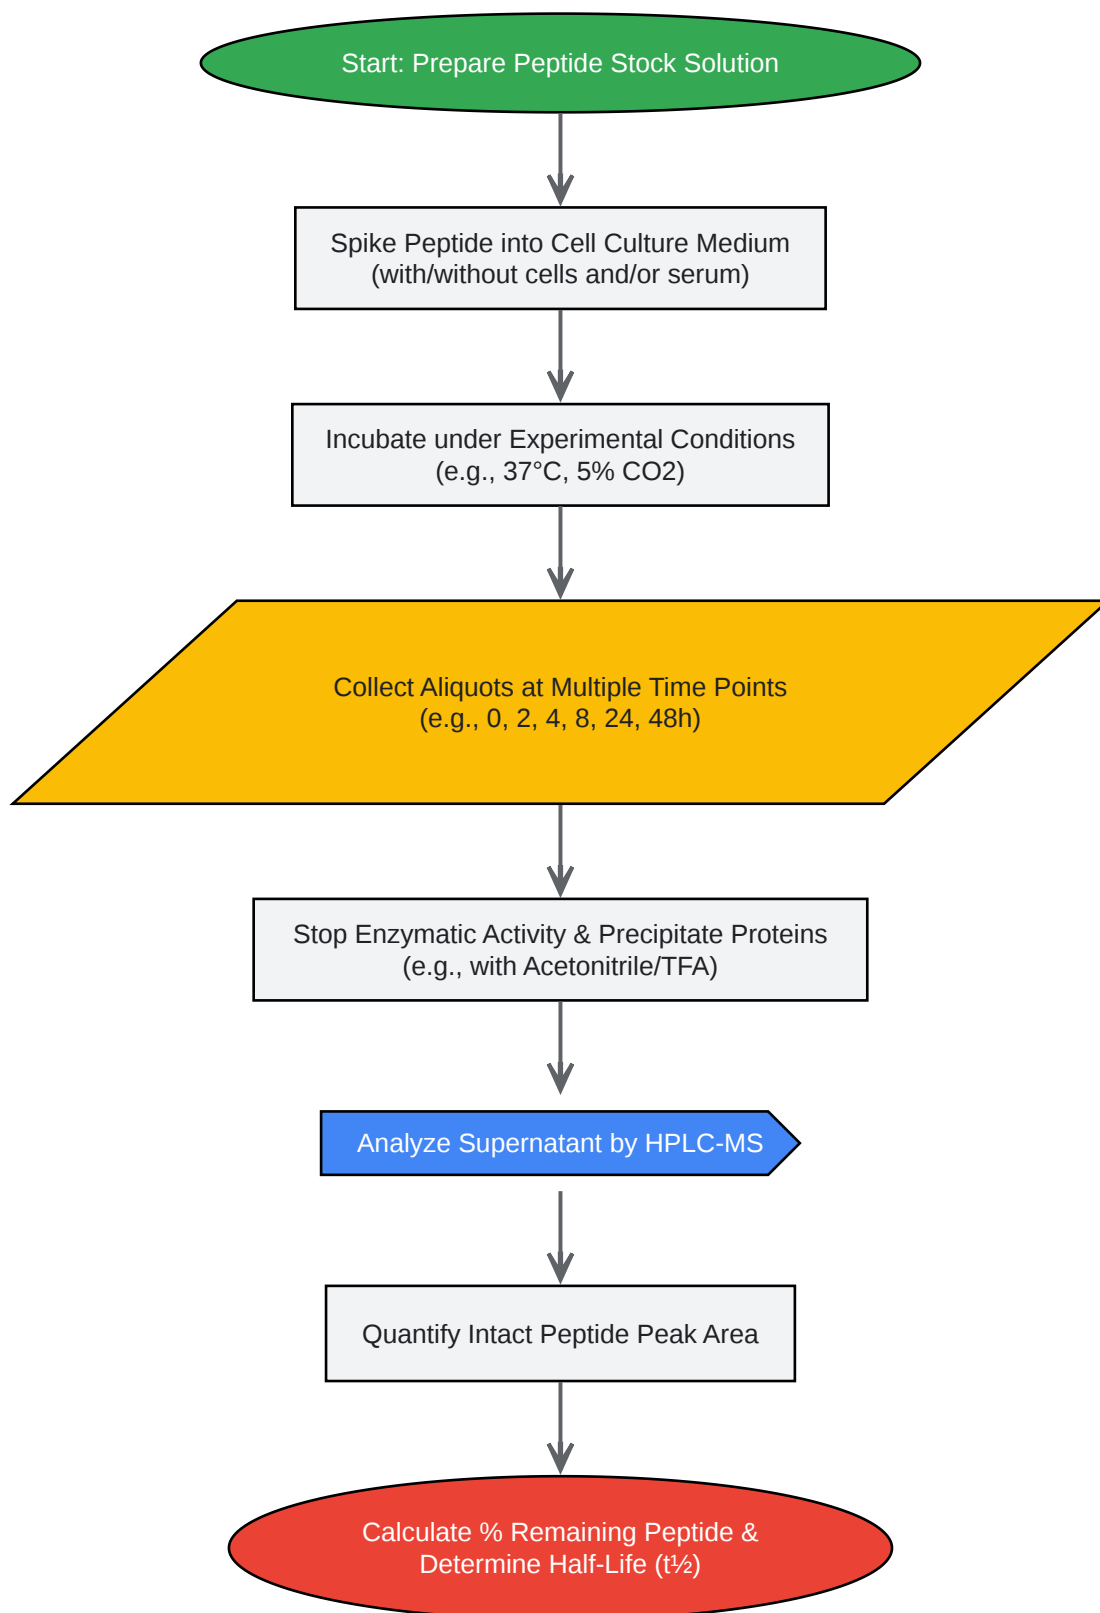 Start: Prepare Peptide Stock Solution
Spike Peptide into Cell Culture Medium
(with/without cells and/or serum)
Incubate under Experimental Conditions
(e.g., 37°C, 5% CO2)
Collect Aliquots at Multiple Time Points
(e.g., 0, 2, 4, 8, 24, 48h)
Stop Enzymatic Activity & Precipitate Proteins
(e.g., with Acetonitrile/TFA)
Analyze Supernatant by HPLC-MS
Quantify Intact Peptide Peak Area
Calculate % Remaining Peptide &
Determine Half-Life (t½)